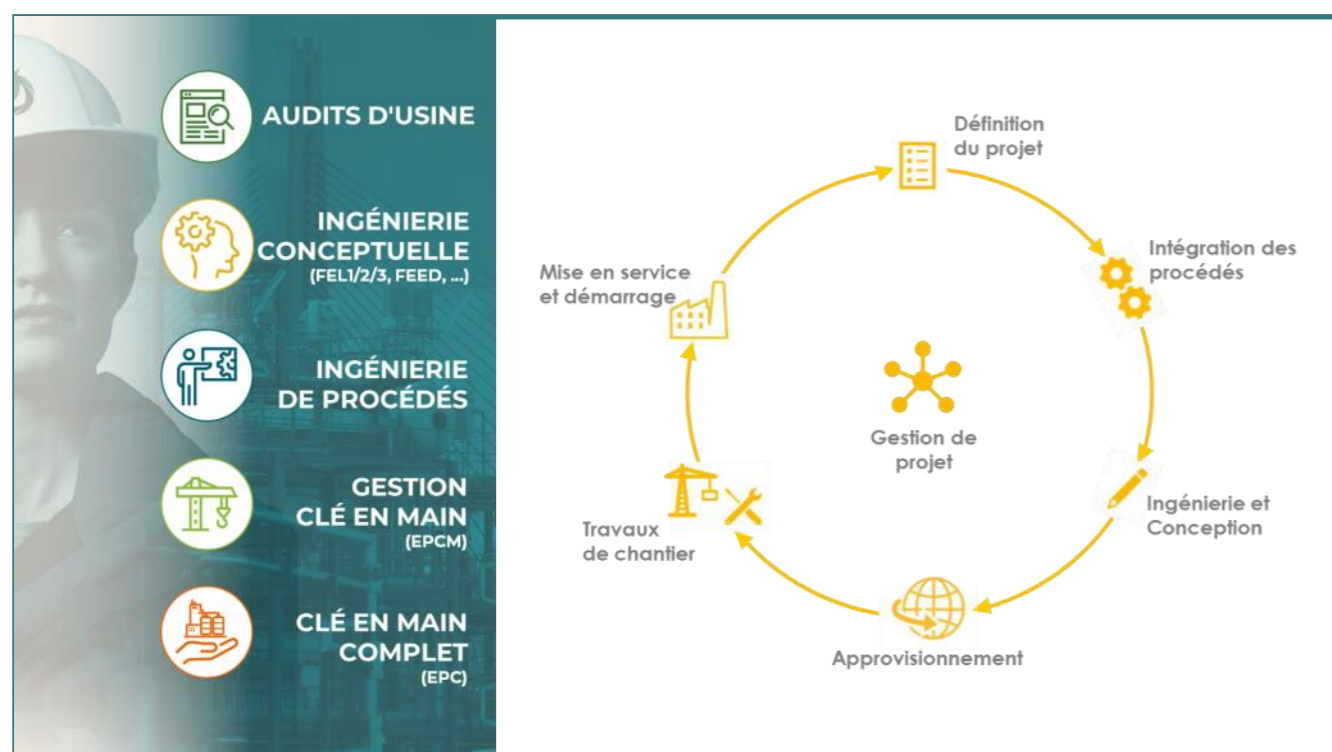 AUDITS D'USINE
INGÉNIERIE
CONCEPTUELLE
(FEL1/2/3, FEED, ...)
INGÉNIERIE
DE PROCÉDÉS
GESTION
CLÉ EN MAIN
(EPCM)
CLÉ EN MAIN
COMPLET
(EPC)
Définition
du projet
Intégration des
procédés
Ingénierie et
Conception
Approvisionnement
Travaux
de chantier
Mise en service
et démarrage
Gestion de
projet